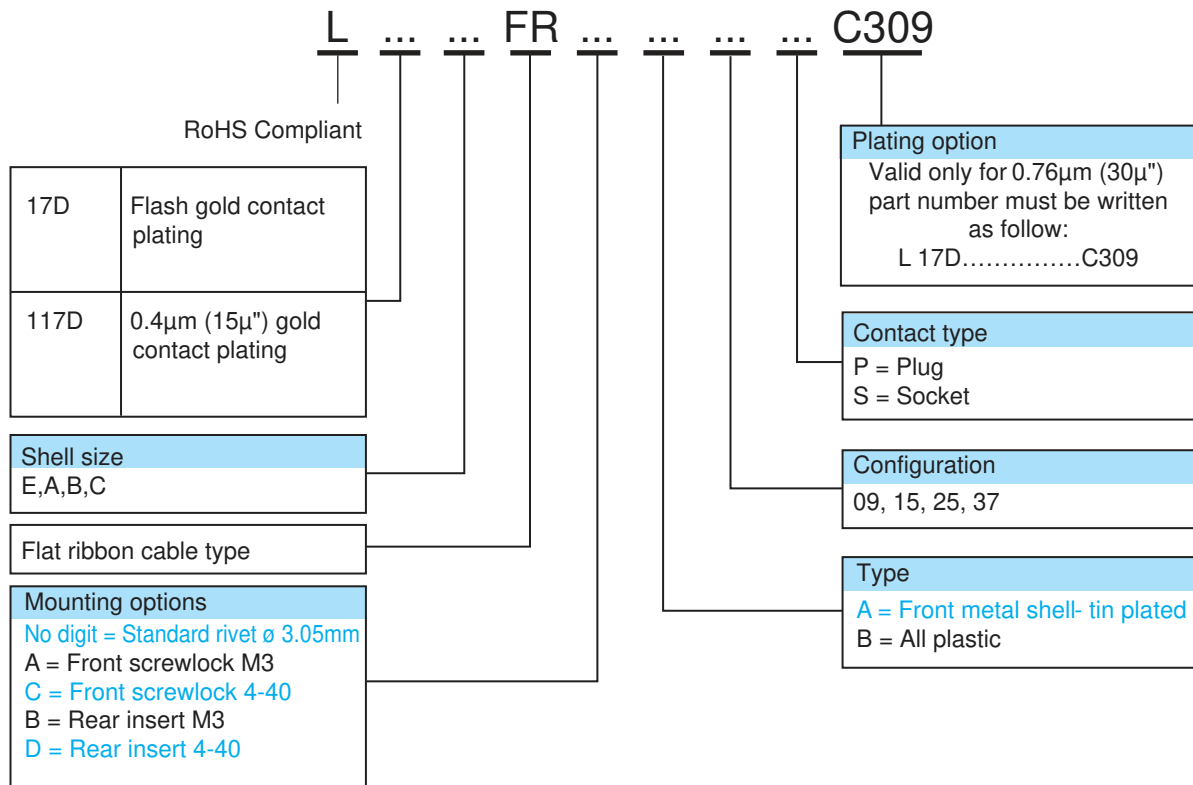 L ... ... FR ... ... ... ... C309
RoHS Compliant
17D Flash gold contact
plating
117D 0.4µm (15µ") gold
contact plating
Shell size
E,A,B,C
Flat ribbon cable type
Mounting options
No digit = Standard rivet ø 3.05mm
A = Front screwlock M3
C = Front screwlock 4-40
B = Rear insert M3
D = Rear insert 4-40
Plating option
Valid only for 0.76µm (30µ")
part number must be written
as follow:
L 17D...............C309
Contact type
P = Plug
S = Socket
Configuration
09, 15, 25, 37
Type
A = Front metal shell- tin plated
B = All plastic